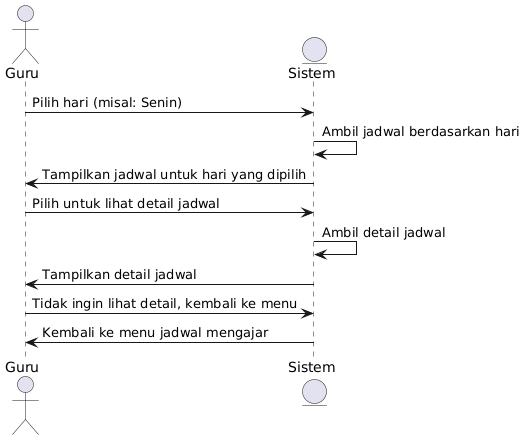 Guru
Sistem
Pilih hari (misal: Senin)
Ambil jadwal berdasarkan hari
Tampilkan jadwal untuk hari yang dipilih
Pilih untuk lihat detail jadwal
Ambil detail jadwal
Tampilkan detail jadwal
Tidak ingin lihat detail, kembali ke menu
Kembali ke menu jadwal mengajar
Guru
Sistem